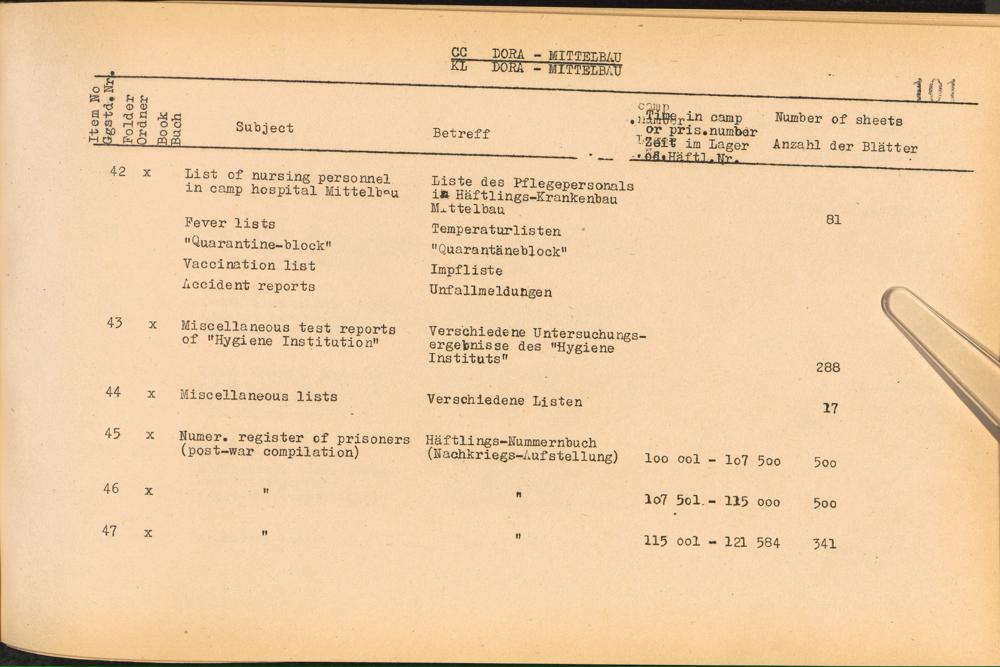 CC DORA - MITTELBAU
KL DORA - MITTELBAU
101
Item No
Ggstd.Nr.
Folder
Ordner
Book
Buch
Subject
Betreff
Time in camp
or pris.number
Zeit im Lager
od.Häftl.Nr.
Number of sheets
Anzahl der Blätter
42 x List of nursing personnel Liste des Pflegepersonals
in camp hospital Mittelbau in Häftlings-Krankenbau
Mittelbau 81
Fever lists Temperaturlisten
"Quarantine-block" "Quarantäneblock"
Vaccination list Impfliste
Accident reports Unfallmeldungen
43 x Miscellaneous test reports Verschiedene Untersuchungs-
of "Hygiene Institution" ergebnisse des "Hygiene
Instituts" 288
44 x Miscellaneous lists Verschiedene Listen 17
45 x Numer. register of prisoners Häftlings-Nummernbuch
(post-war compilation) (Nachkriegs-Aufstellung) 100 001 - 107 500 500
46 x " " 107 501.- 115 000 500
47 x " " 115 001 - 121 584 341